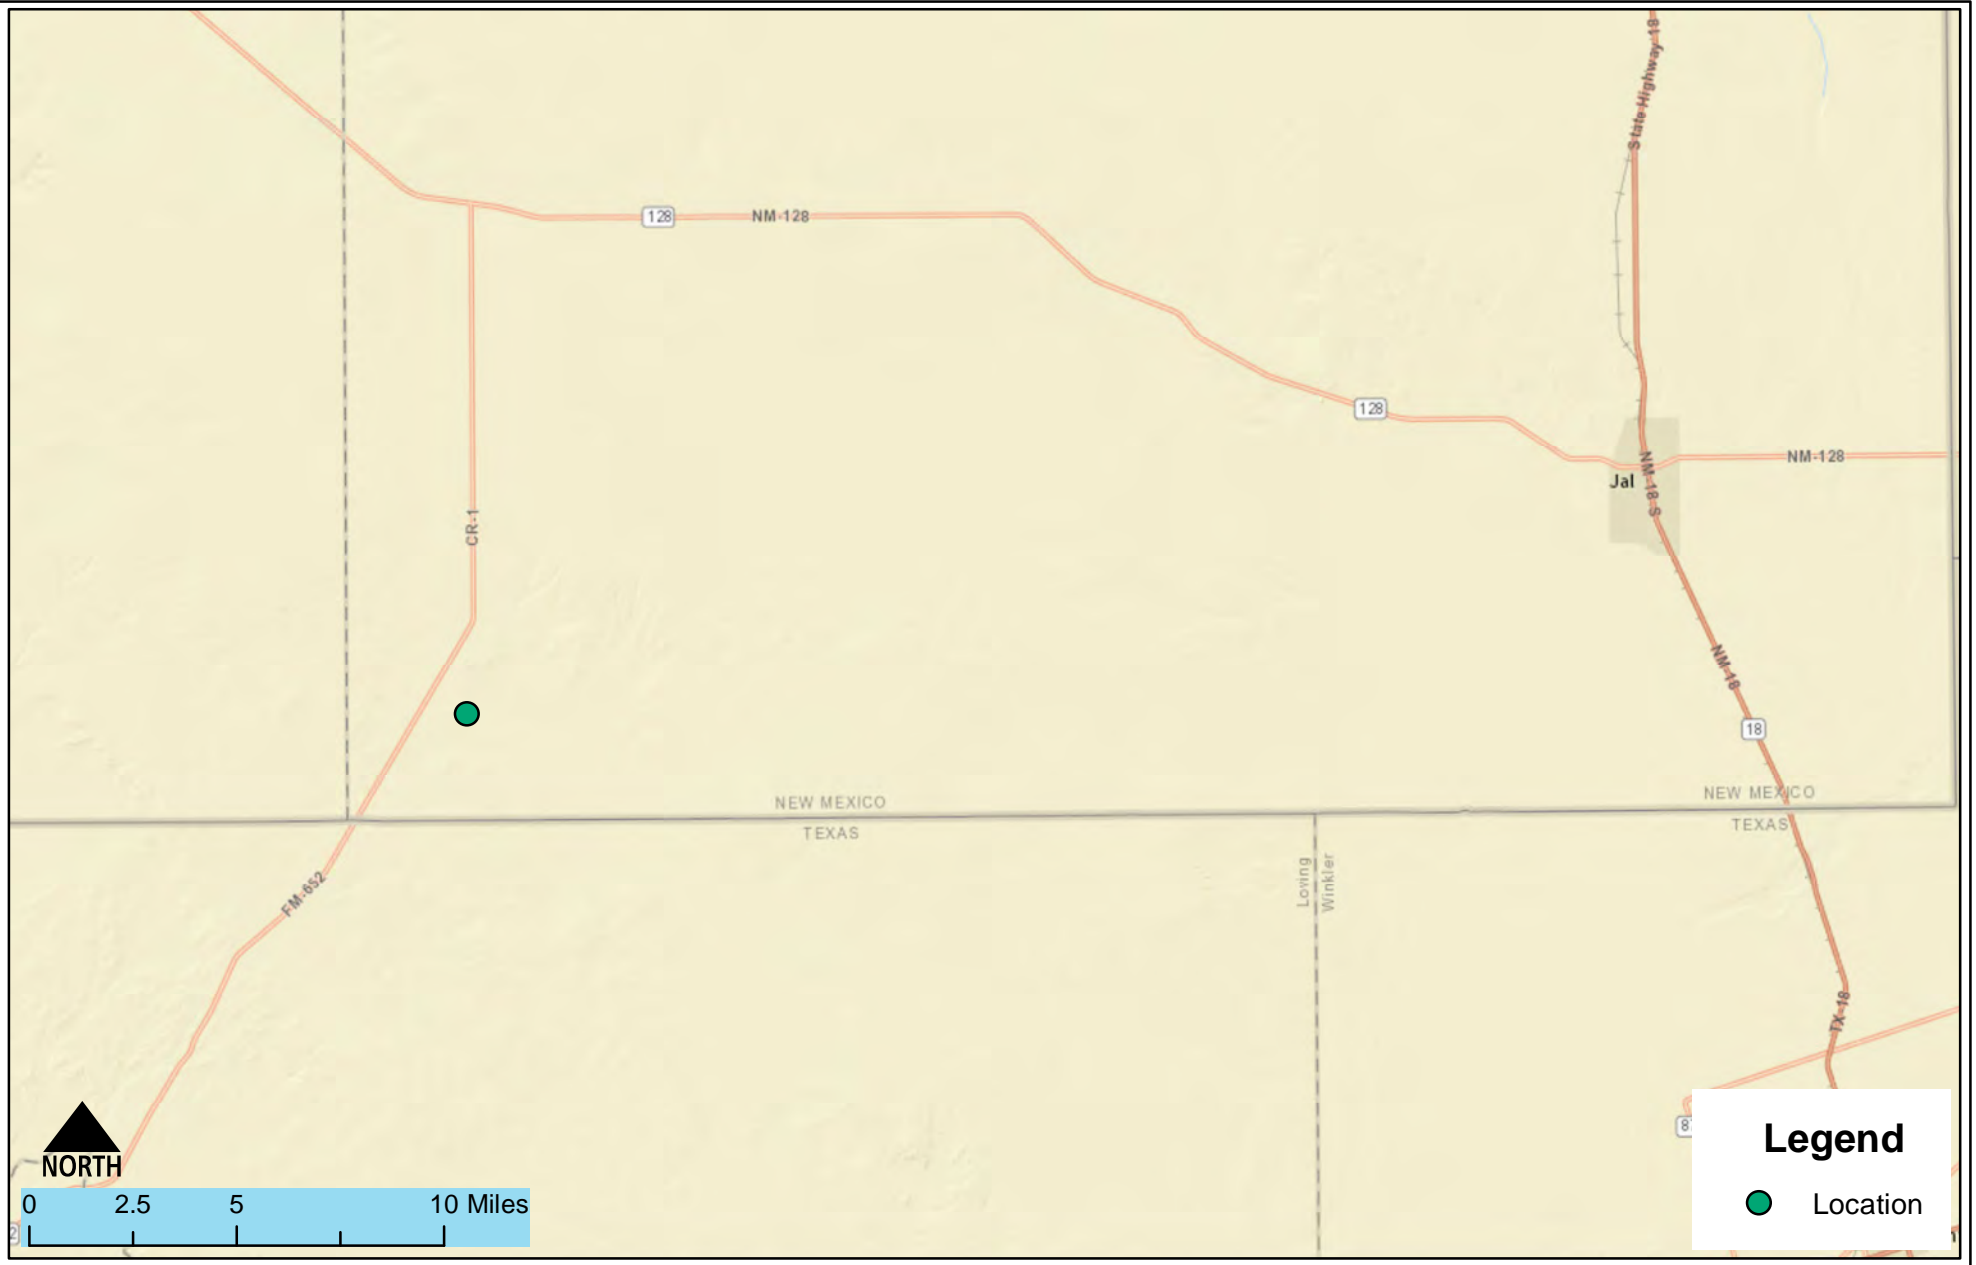 State Highway 18
128
NM-128
128
NM-128
Jal
NM 18 S
CR-1
NM-18
18
NEW MEXICO
TEXAS
NEW MEXICO
TEXAS
Loving
Winkler
FM-652
TX-18
NORTH
0 2.5 5 10 Miles
Legend
Location